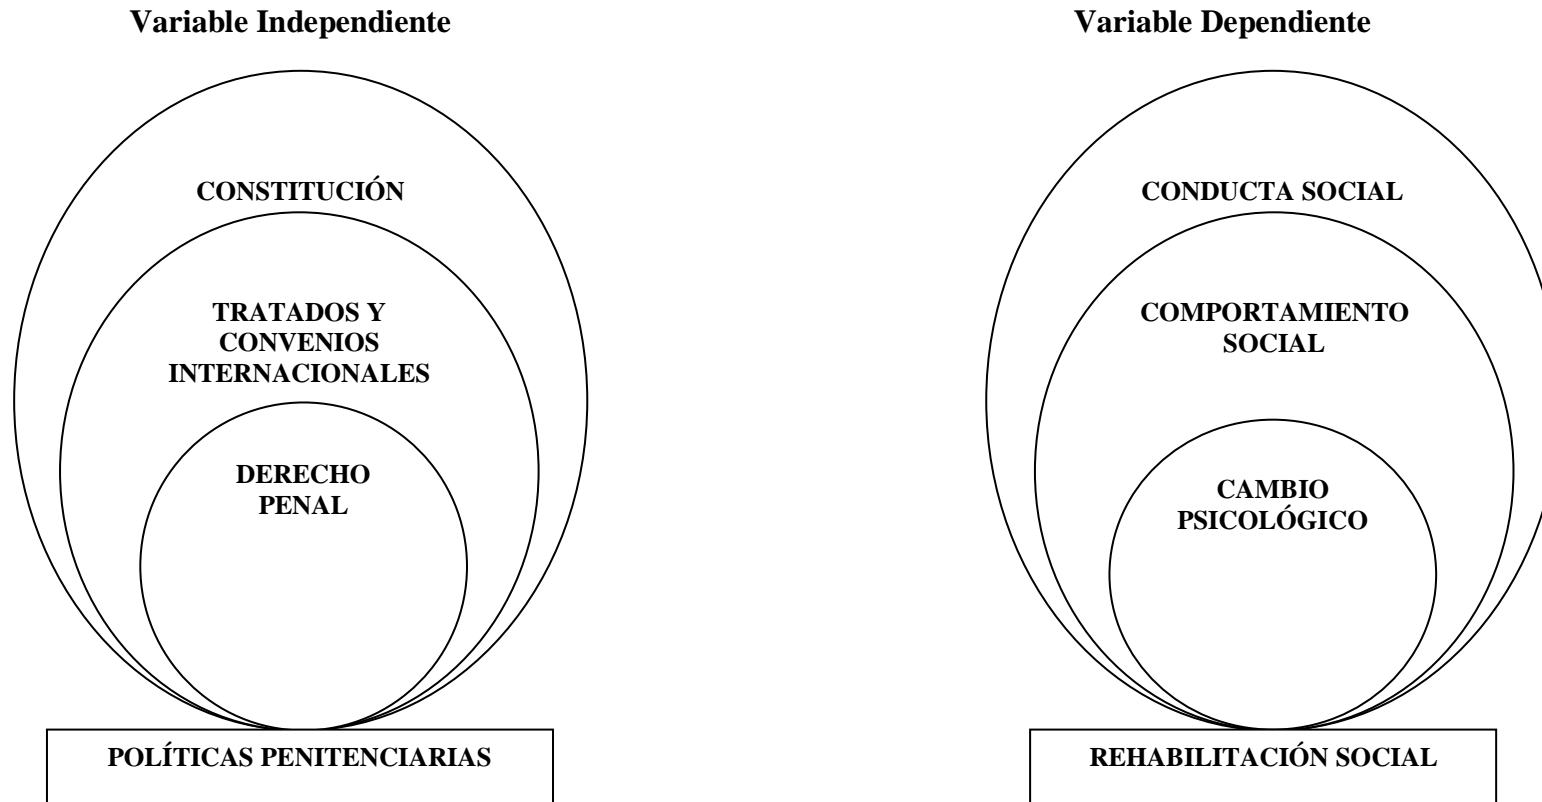 Variable Independiente
CONSTITUCIÓN
TRATADOS Y
CONVENIOS
INTERNACIONALES
DERECHO
PENAL
POLÍTICAS PENITENCIARIAS
Variable Dependiente
CONDUCTA SOCIAL
COMPORTAMIENTO
SOCIAL
CAMBIO
PSICOLÓGICO
REHABILITACIÓN SOCIAL